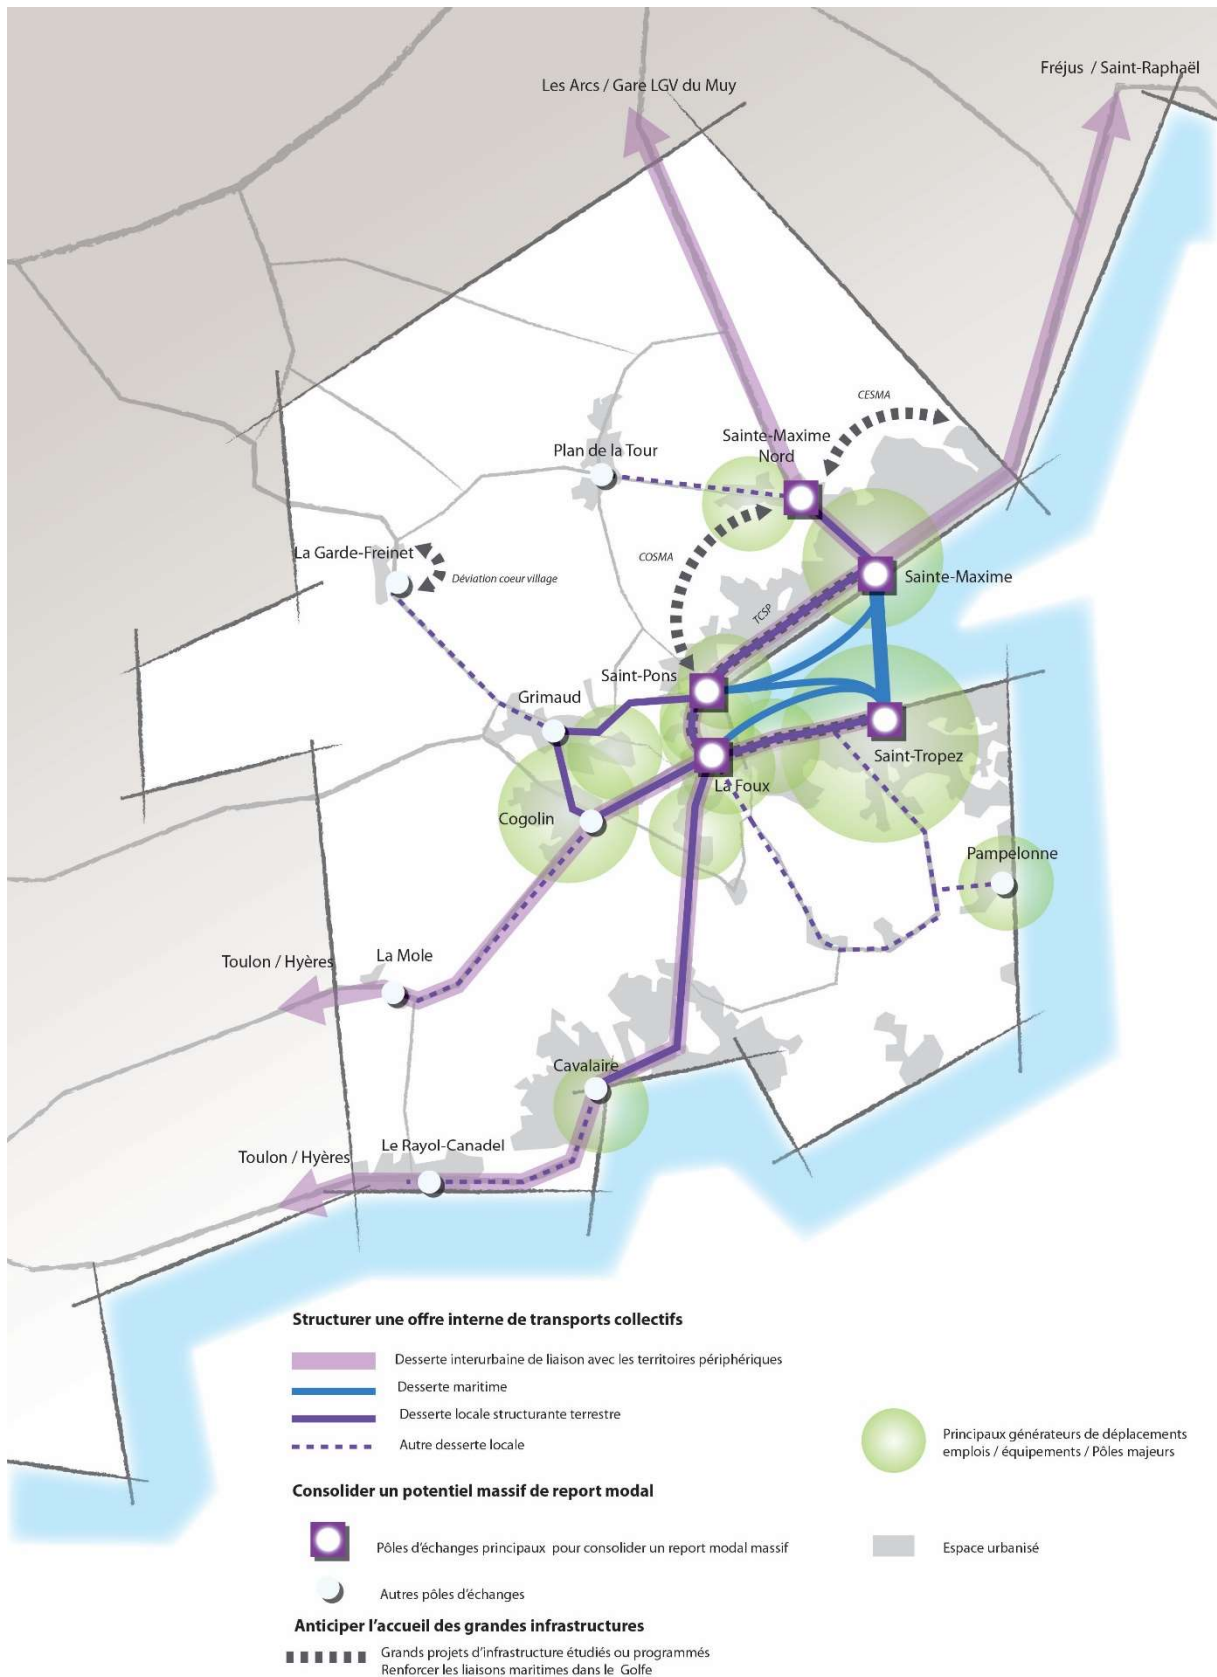 Fréjus / Saint-Raphaël
Les Arcs / Gare LGV du Muy
CESMA
Sainte-Maxime
Nord
Plan de la Tour
La Garde-Freinet
COSMA
Déviation coeur village
Sainte-Maxime
TCSP
Saint-Pons
Grimaud
Saint-Tropez
La Foux
Cogolin
Pampelonne
La Mole
Toulon / Hyères
Cavalaire
Le Rayol-Canadel
Toulon / Hyères
Structurer une offre interne de transports collectifs
Desserte interurbaine de liaison avec les territoires périphériques
Desserte maritime
Desserte locale structurante terrestre
Autre desserte locale
Principaux générateurs de déplacements
emplois / équipements / Pôles majeurs
Consolider un potentiel massif de report modal
Pôles d'échanges principaux pour consolider un report modal massif
Espace urbanisé
Autres pôles d'échanges
Anticiper l'accueil des grandes infrastructures
Grands projets d'infrastructure étudiés ou programmés
Renforcer les liaisons maritimes dans le Golfe